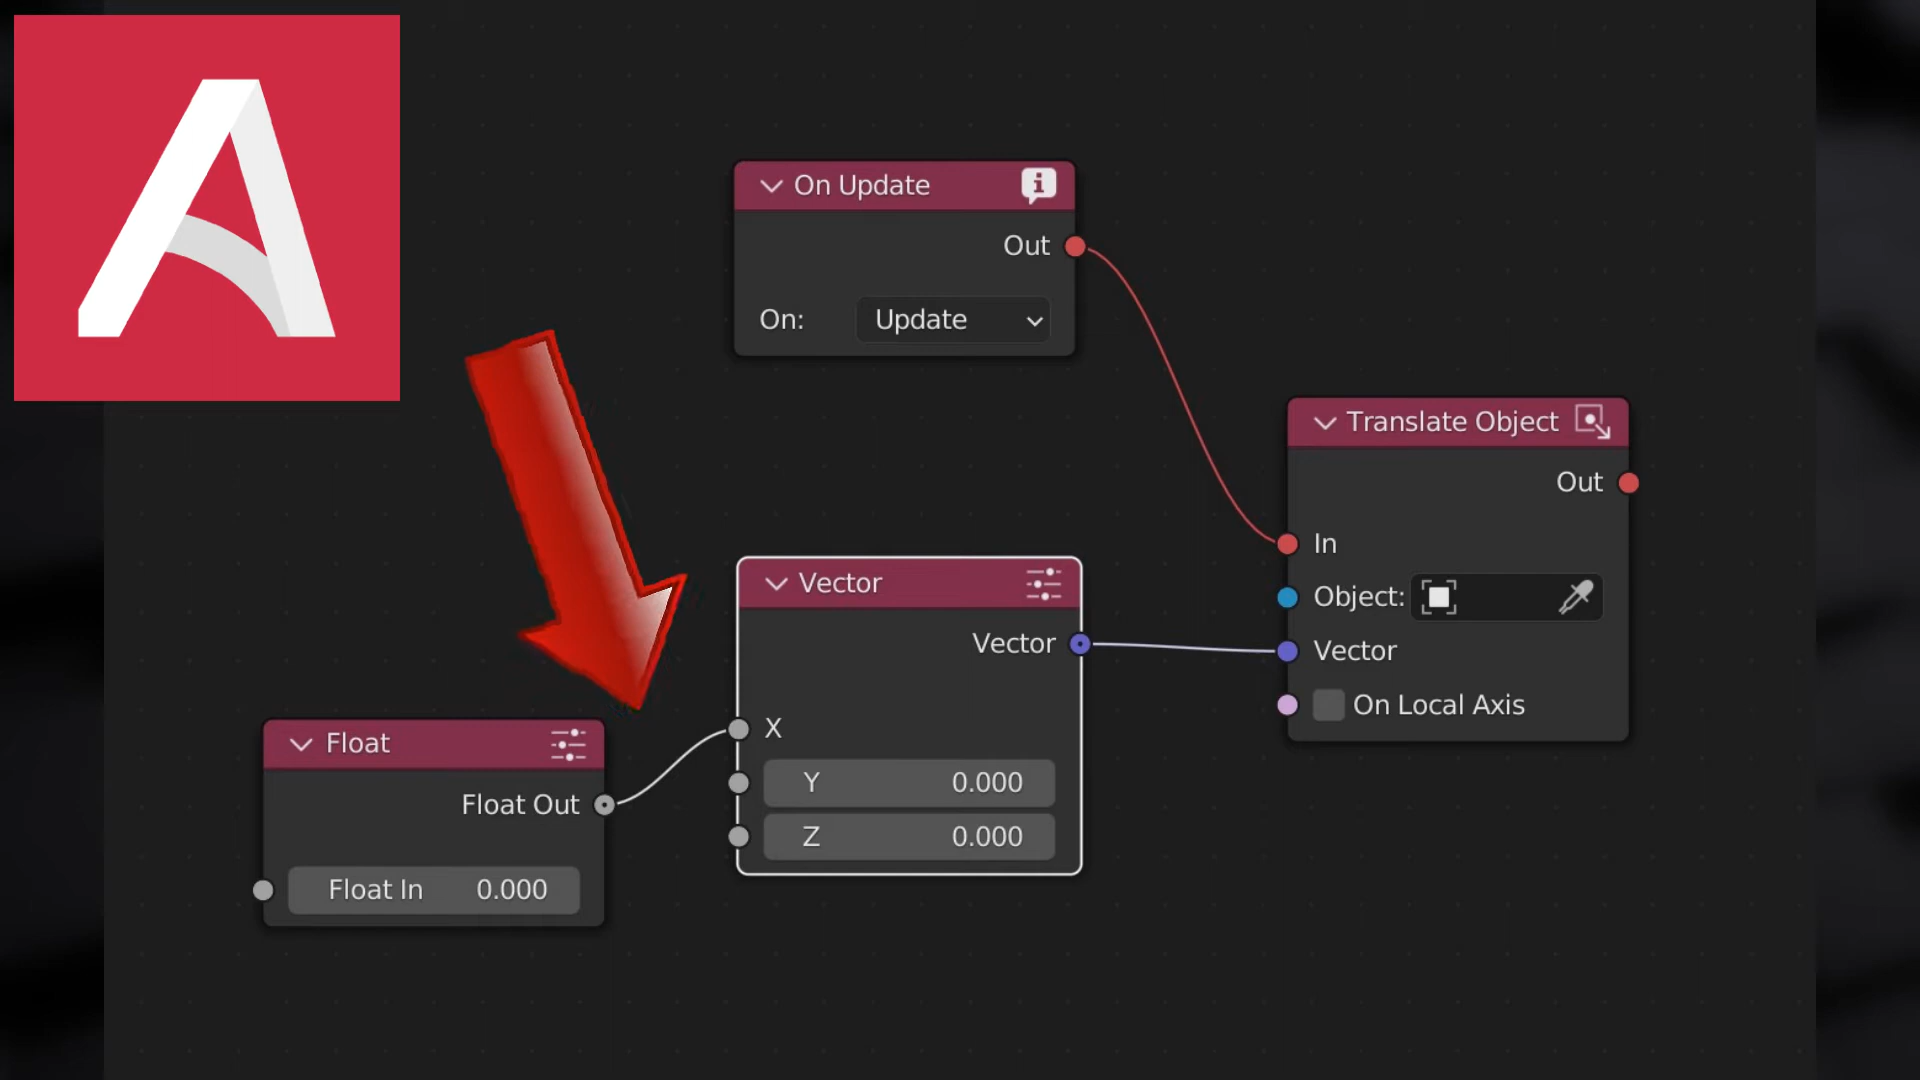 On Update
Out
On: Update
Translate Object
Out
In
Object:
Vector
On Local Axis
Vector
Vector
X
Y 0.000
Z 0.000
Float
Float Out
Float In 0.000